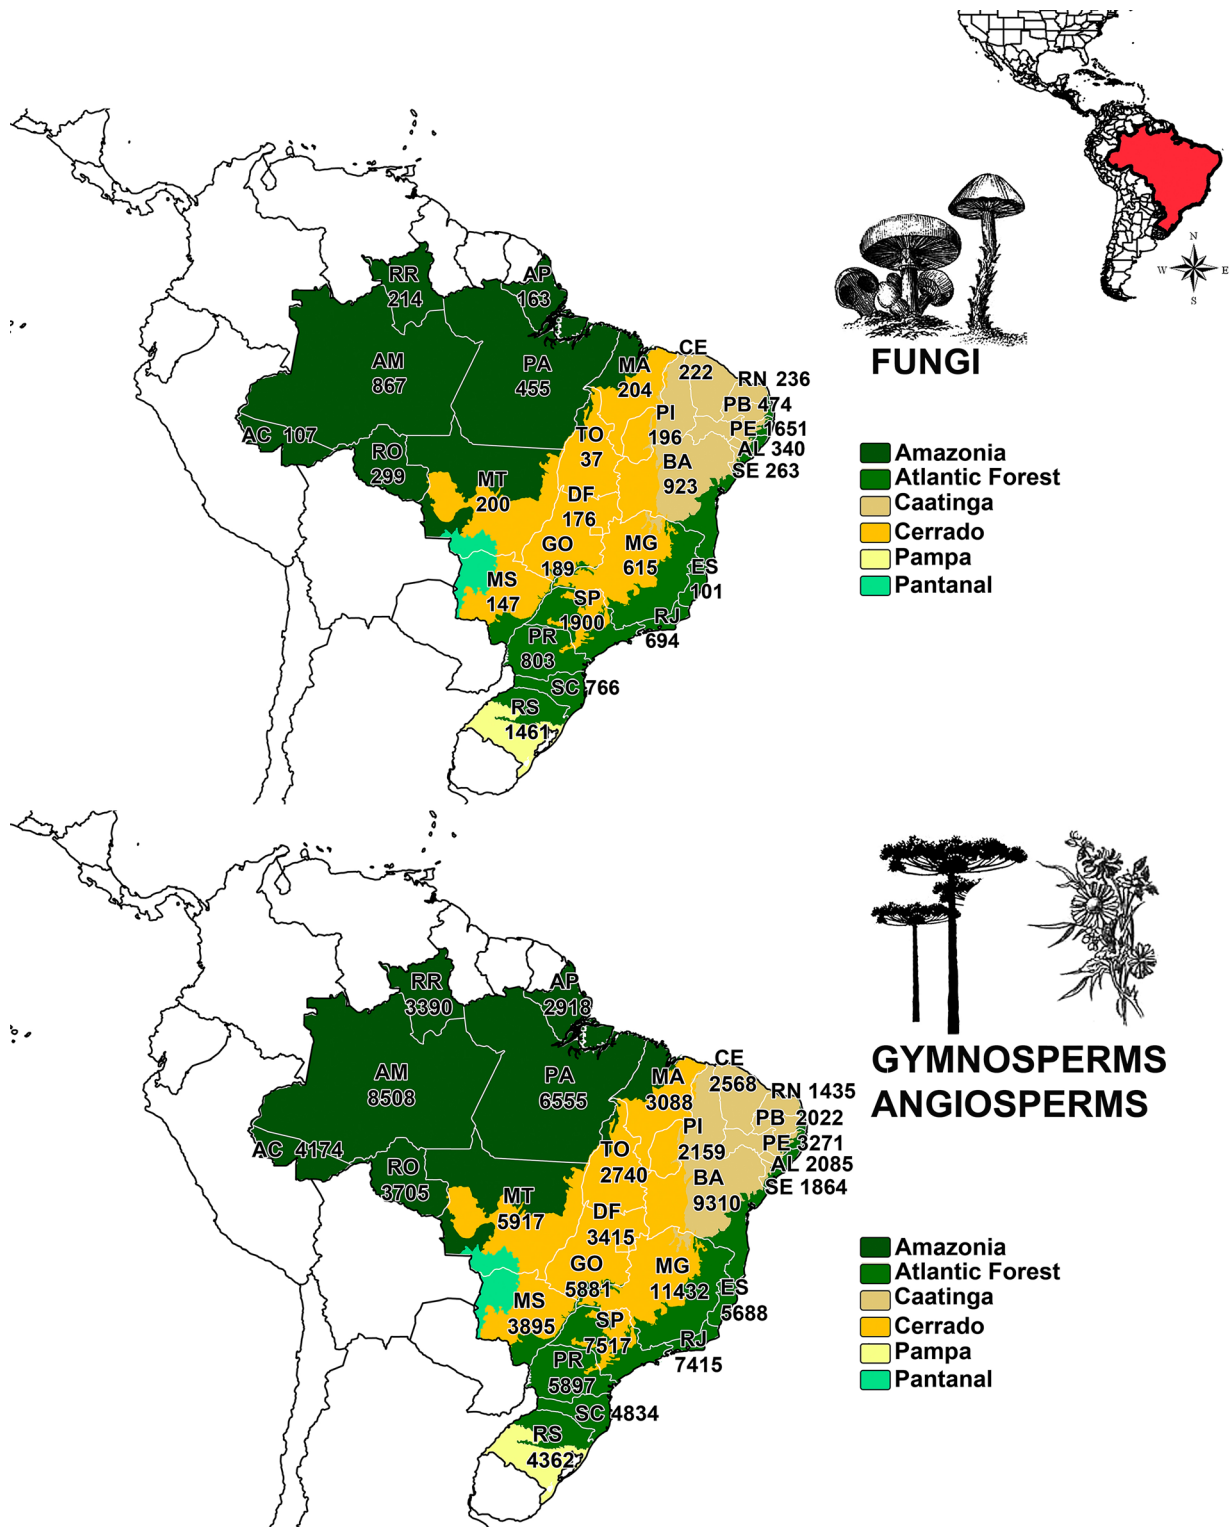 N
W E
S
FUNGI
RR
214
AP
163
AM
867
PA
455
MA
204
CE
222
RN 236
PB 474
PE 1651
AL 340
SE 263
PI
196
AC 107
RO
299
TO
37
BA
923
MT
200
DF
176
GO
189
MG
615
ES
101
MS
147
SP
1900
RJ
694
PR
803
SC 766
RS
1461
Amazonia
Atlantic Forest
Caatinga
Cerrado
Pampa
Pantanal
GYMNOSPERMS
ANGIOSPERMS
RR
3390
AP
2918
AM
8508
PA
6555
MA
3088
CE
2568
RN 1435
PB 2022
PE 3271
AL 2085
SE 1864
PI
2159
AC 4174
RO
3705
TO
2740
BA
9310
MT
5917
DF
3415
GO
5881
MG
11432
ES
5688
MS
3895
SP
7517
RJ
7415
PR
5897
SC 4834
RS
4362
Amazonia
Atlantic Forest
Caatinga
Cerrado
Pampa
Pantanal